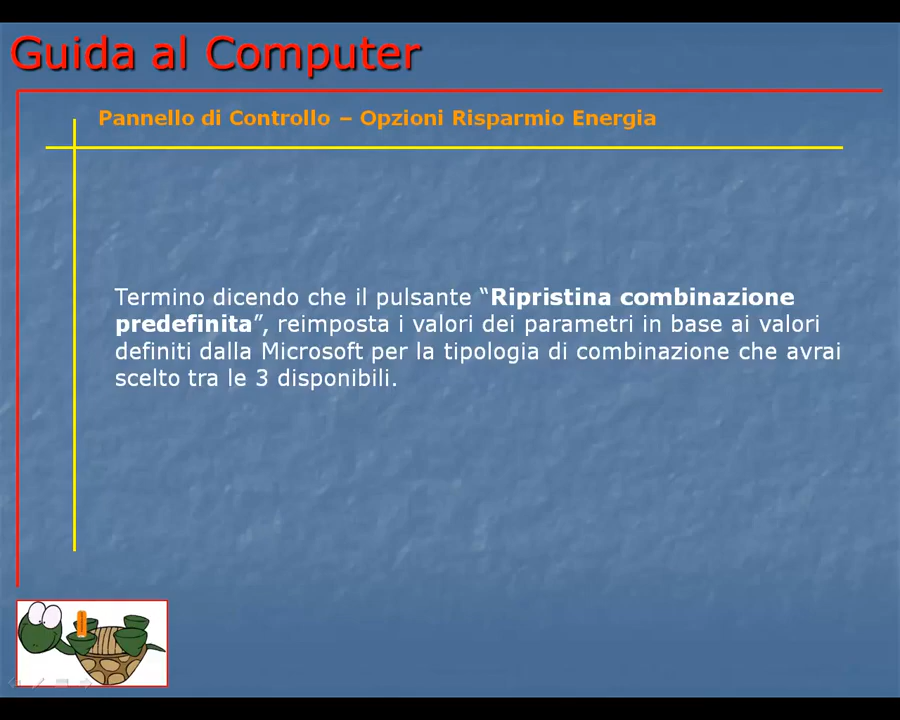 Guida al Computer
Pannello di Controllo – Opzioni Risparmio Energia
Termino dicendo che il pulsante “Ripristina combinazione
predefinita”, reimposta i valori dei parametri in base ai valori
definiti dalla Microsoft per la tipologia di combinazione che avrai
scelto tra le 3 disponibili.